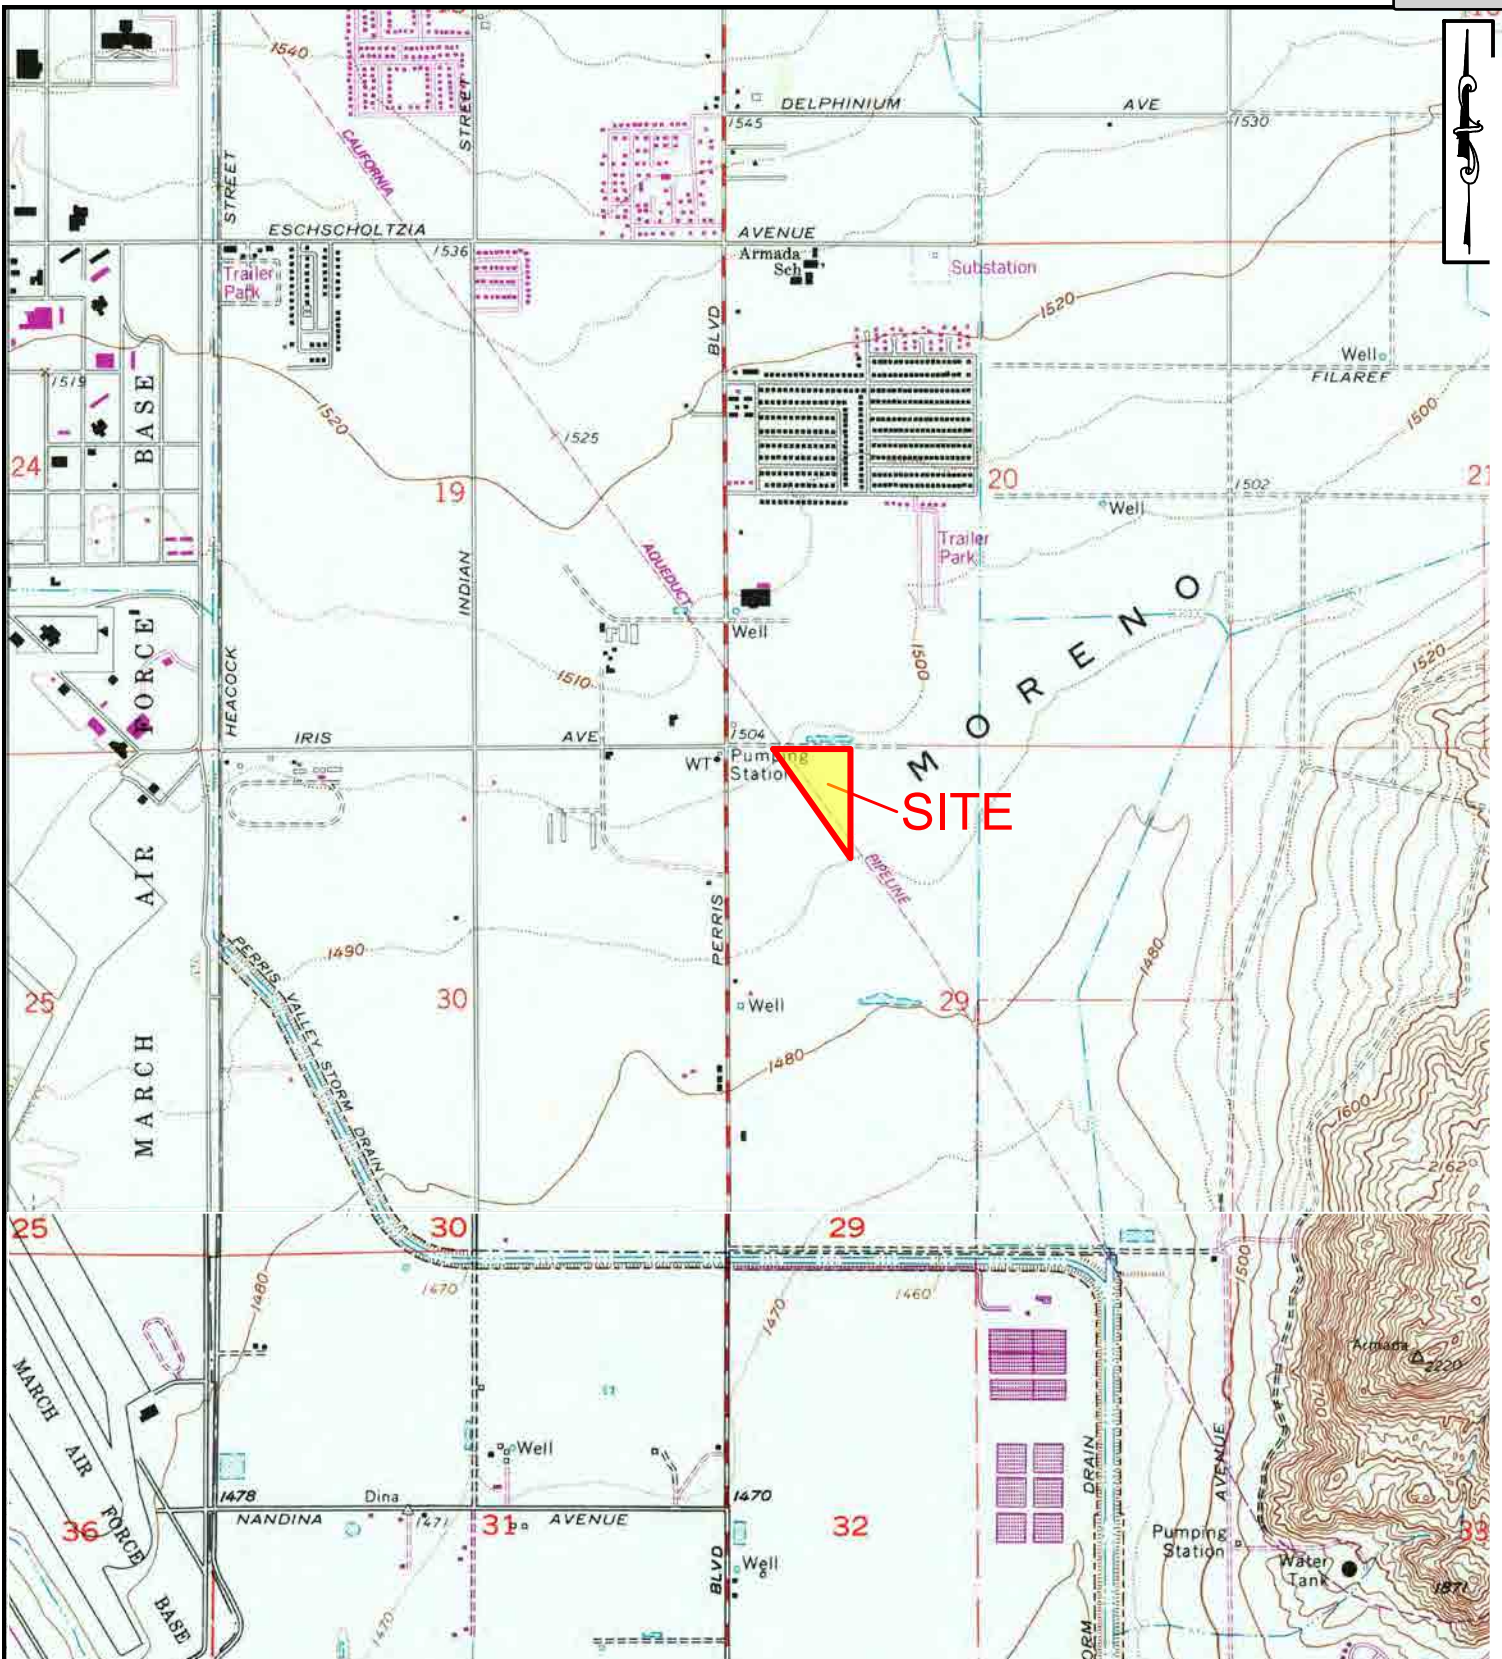 1540
STREET
CALIFORNIA
DELPHINIUM AVE
1545
1530
STREET
ESCHSCHOLTZIA AVENUE
1536
Armada
Sch
Substation
Trailer
Park
1520
BLVD
Well
FILAREE
1519
BASE
1520
1525
1500
24
19
20
21
1502
Well
Trailer
Park
AQUEDUCT
INDIAN
Well
MORENO
FORCE
HEACOCK
1510
1500
1520
IRIS AVE
1504
WT
Pumping
Station
SITE
AIR
PIPELINE
PERRIS
1490
1480
PERRIS VALLEY STORM DRAIN
25
30
Well
29
MARCH
1480
1600
2162
25
30
29
1480
1470
1460
1470
1500
MARCH AIR FORCE BASE
Armada
2220
1700
Well
DRAIN
AVENUE
1478
Dina
1470
NANDINA AVENUE
1471
36
31
32
33
Pumping
Station
Water
Tank
1871
BLVD
Well
1470
ORM